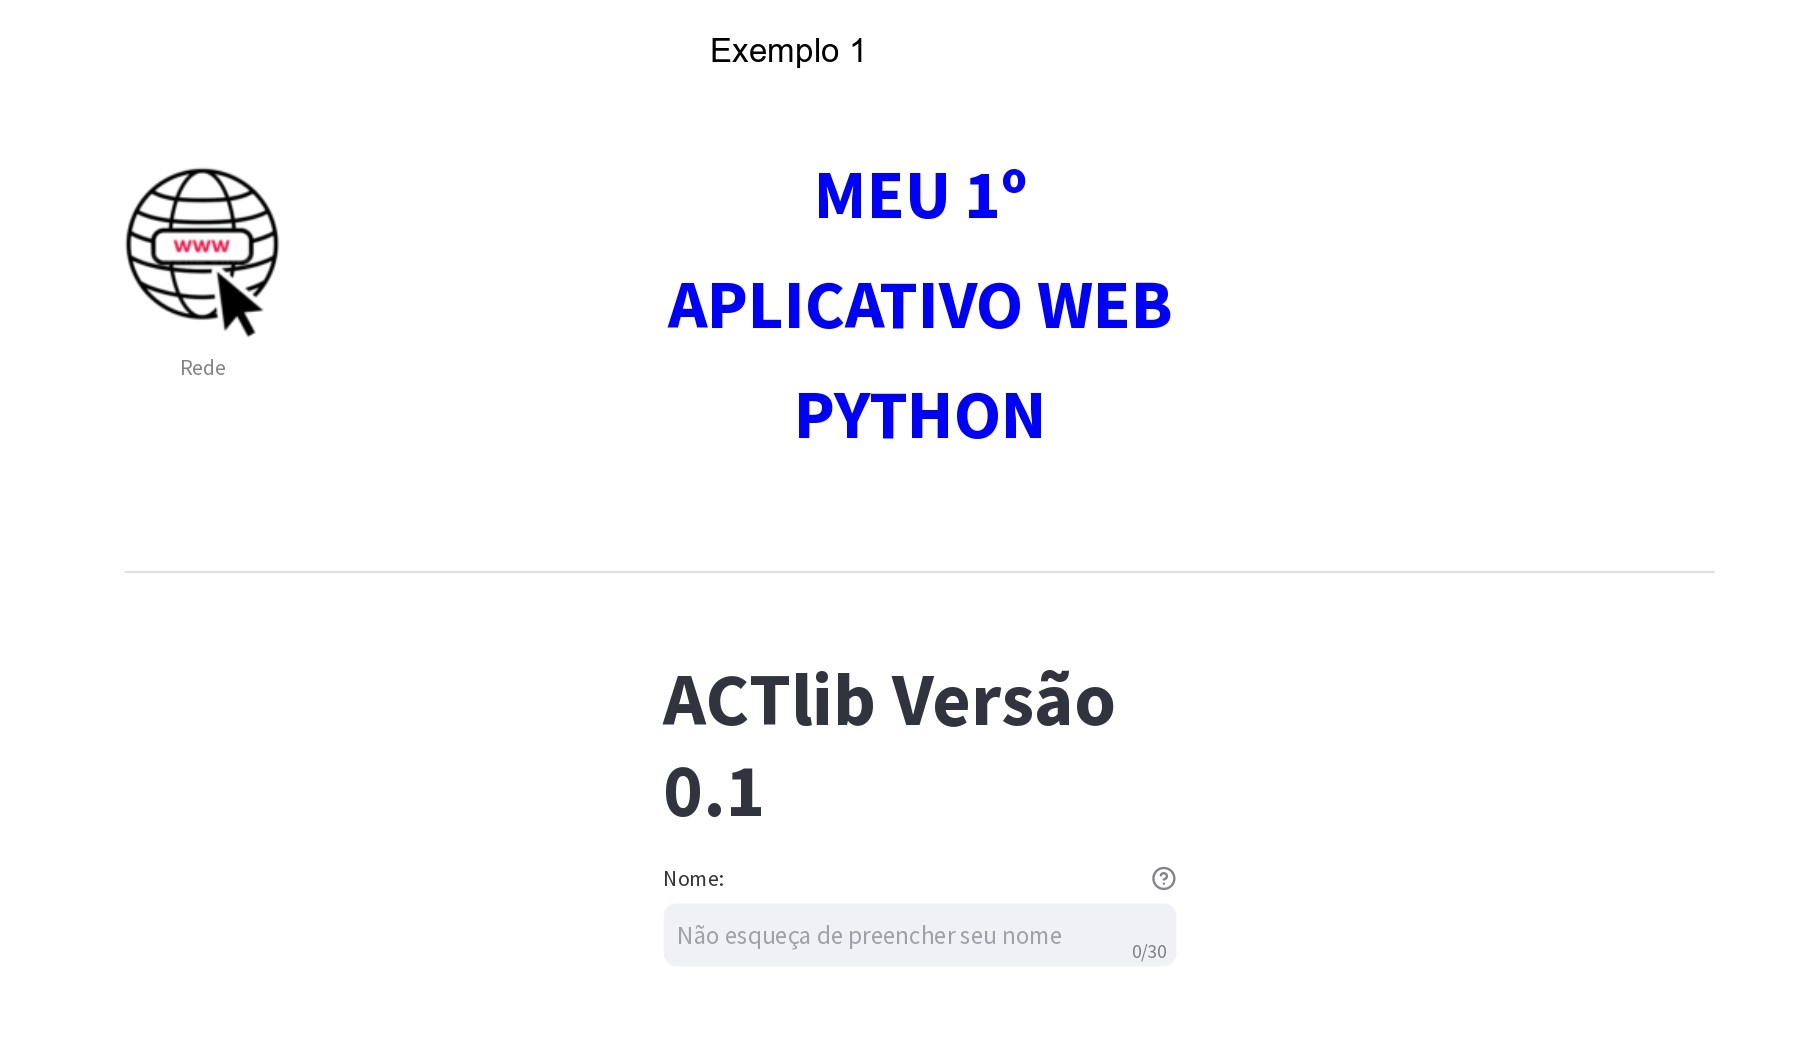 Exemplo 1
www
Rede
MEU 1º
APLICATIVO WEB
PYTHON
ACTlib Versão
0.1
Nome:
Não esqueça de preencher seu nome
0/30